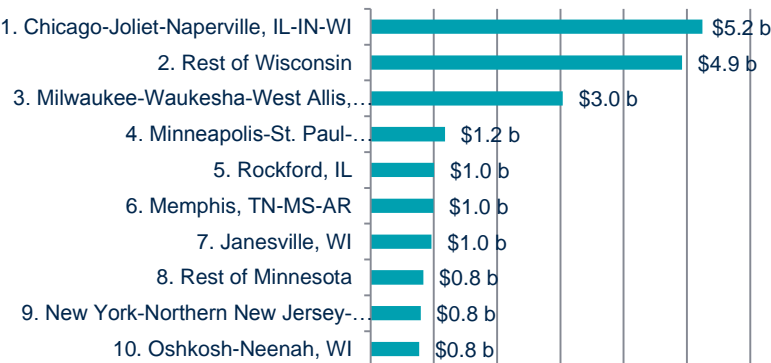 1. Chicago-Joliet-Naperville, IL-IN-WI $5.2 b
2. Rest of Wisconsin $4.9 b
3. Milwaukee-Waukesha-West Allis,… $3.0 b
4. Minneapolis-St. Paul-… $1.2 b
5. Rockford, IL $1.0 b
6. Memphis, TN-MS-AR $1.0 b
7. Janesville, WI $1.0 b
8. Rest of Minnesota $0.8 b
9. New York-Northern New Jersey-… $0.8 b
10. Oshkosh-Neenah, WI $0.8 b